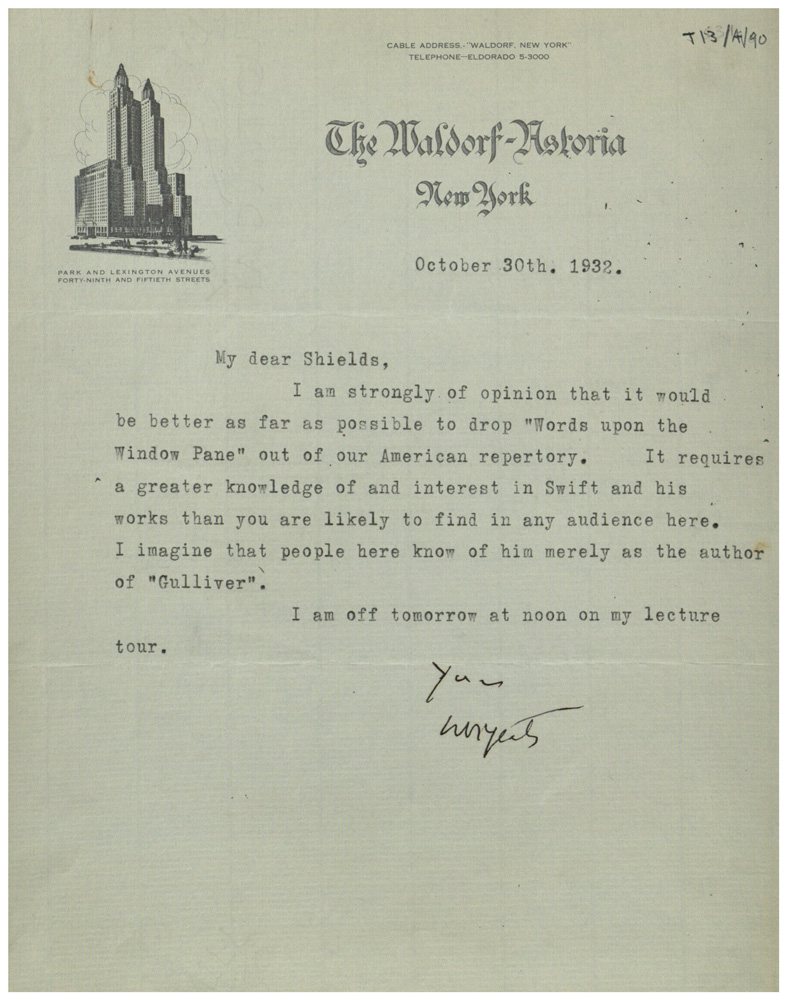 T13/A/90
CABLE ADDRESS.-"WALDORF, NEW YORK"
TELEPHONE—ELDORADO 5-3000
The Waldorf-Astoria
New York
PARK AND LEXINGTON AVENUES
FORTY-NINTH AND FIFTIETH STREETS
October 30th. 1932.
My dear Shields,
I am strongly of opinion that it would
be better as far as possible to drop "Words upon the
Window Pane" out of our American repertory. It requires
a greater knowledge of and interest in Swift and his
works than you are likely to find in any audience here.
I imagine that people here know of him merely as the author
of "Gulliver".
I am off tomorrow at noon on my lecture
tour.
Yrs
WBYeats